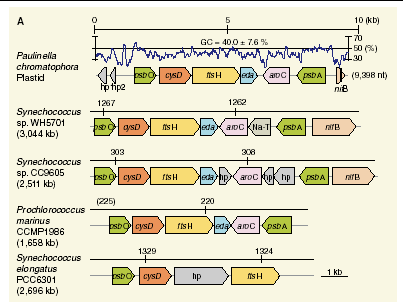 A
0 5 10 (kb)
GC = 40.0 ± 7.6 %
70
50 (%)
30
Paulinella
chromatophora
Plastid
psbO cysD ftsH eda aroC psbA (9,398 nt)
hp hp2 nifB
1267 1262
Synechococcus
sp. WH5701
(3,044 kb)
psbO cysD ftsH eda aroC Na-T psbA nifB
303 308
Synechococcus
sp. CC9605
(2,511 kb)
psbO cysD ftsH eda hp aroC hp hp psbA nifB
(225) 220
Prochlorococcus
marinus
CCMP1986
(1,658 kb)
psbO cysD ftsH eda aroC psbA
1329 1324
Synechococcus
elongatus
PCC6301
(2,696 kb)
psbO cysD hp ftsH
1 kb